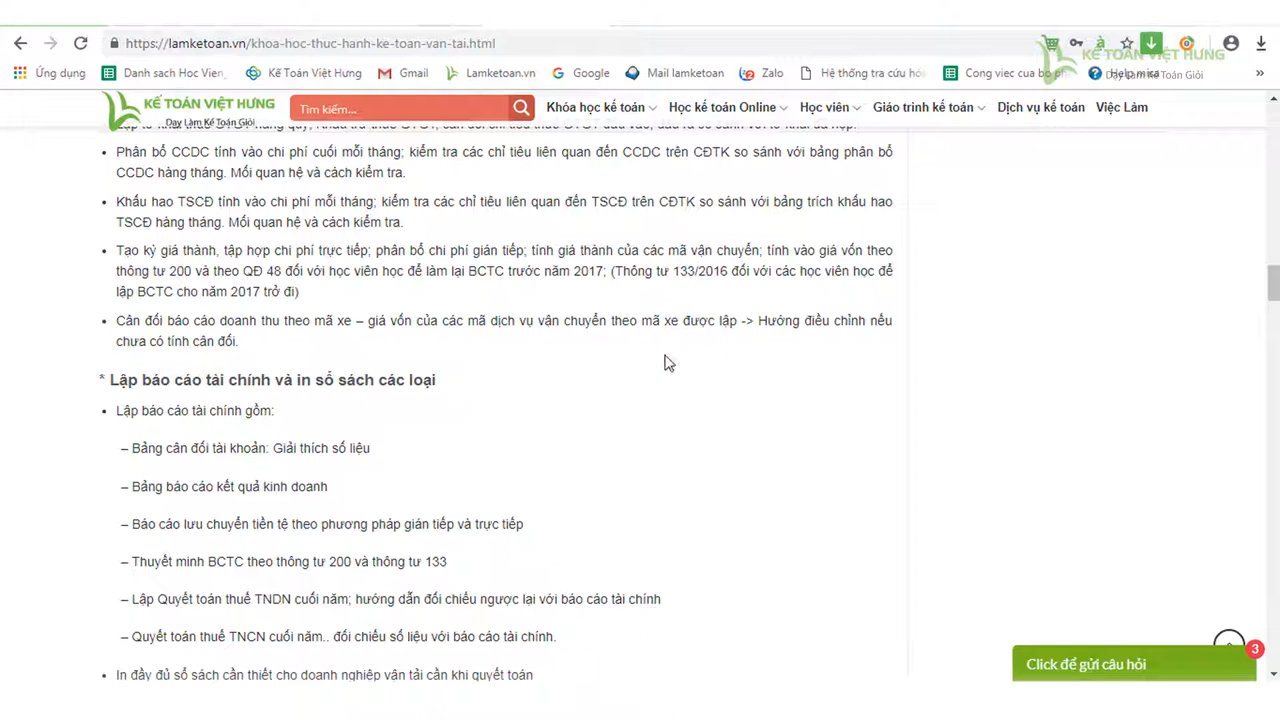 https://lamketoan.vn/khoa-hoc-thuc-hanh-ke-toan-van-tai.html
KẾ TOÁN VIỆT HƯNG
Dạy Làm Kế Toán Giỏi
Ứng dụng Danh sach Hoc Vien Kế Toán Việt Hưng Gmail Lamketoan.vn Google Mail lamketoan Zalo Hệ thống tra cứu hó Cong viec cua bo ph Help misa »
KẾ TOÁN VIỆT HƯNG
Dạy Làm Kế Toán Giỏi
Tìm kiếm...
Khóa học kế toán Học kế toán Online Học viên Giáo trình kế toán Dịch vụ kế toán Việc Làm
• Phân bổ CCDC tính vào chi phí cuối mỗi tháng; kiểm tra các chỉ tiêu liên quan đến CCDC trên CĐTK so sánh với bảng phân bổ
CCDC hàng tháng. Mối quan hệ và cách kiểm tra.
• Khấu hao TSCĐ tính vào chi phí mỗi tháng; kiểm tra các chỉ tiêu liên quan đến TSCĐ trên CĐTK so sánh với bảng trích khấu hao
TSCĐ hàng tháng. Mối quan hệ và cách kiểm tra.
• Tạo kỳ giá thành, tập hợp chi phí trực tiếp; phân bổ chi phí gián tiếp; tính giá thành của các mã vận chuyển; tính vào giá vốn theo
thông tư 200 và theo QĐ 48 đối với học viên học để làm lại BCTC trước năm 2017; (Thông tư 133/2016 đối với các học viên học để
lập BCTC cho năm 2017 trở đi)
• Cân đối báo cáo doanh thu theo mã xe – giá vốn của các mã dịch vụ vận chuyển theo mã xe được lập -> Hướng điều chỉnh nếu
chưa có tính cân đối.
* Lập báo cáo tài chính và in sổ sách các loại
• Lập báo cáo tài chính gồm:
– Bảng cân đối tài khoản: Giải thích số liệu
– Bảng báo cáo kết quả kinh doanh
– Báo cáo lưu chuyển tiền tệ theo phương pháp gián tiếp và trực tiếp
– Thuyết minh BCTC theo thông tư 200 và thông tư 133
– Lập Quyết toán thuế TNDN cuối năm; hướng dẫn đối chiếu ngược lại với báo cáo tài chính
– Quyết toán thuế TNCN cuối năm.. đối chiếu số liệu với báo cáo tài chính.
• In đầy đủ sổ sách cần thiết cho doanh nghiệp vận tải cần khi quyết toán
3
Click để gửi câu hỏi